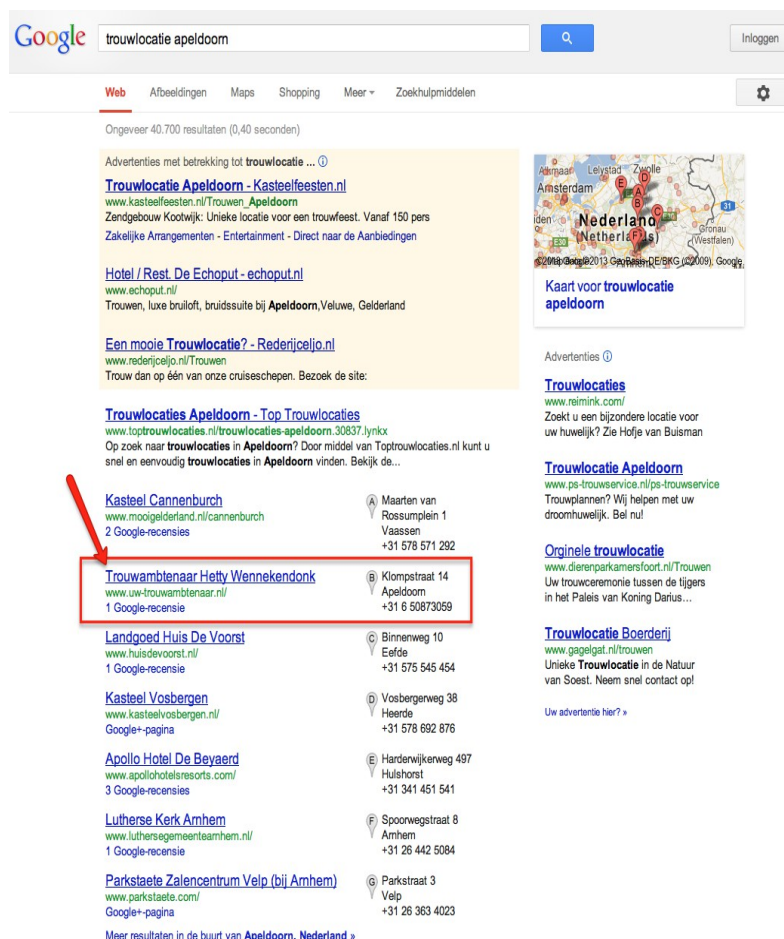 Google
trouwlocatie apeldoorn
Inloggen
Web Afbeeldingen Maps Shopping Meer Zoekhulpmiddelen
Ongeveer 40.700 resultaten (0,40 seconden)
Advertenties met betrekking tot trouwlocatie ...
Trouwlocatie Apeldoorn - Kasteelfeesten.nl
www.kasteelfeesten.nl/Trouwen_Apeldoorn
Zendgebouw Kootwijk: Unieke locatie voor een trouwfeest. Vanaf 150 pers
Zakelijke Arrangementen - Entertainment - Direct naar de Aanbiedingen
Hotel / Rest. De Echoput - echoput.nl
www.echoput.nl/
Trouwen, luxe bruiloft, bruidssuite bij Apeldoorn,Veluwe, Gelderland
Een mooie Trouwlocatie? - Rederijceljo.nl
www.rederijceljo.nl/Trouwen
Trouw dan op één van onze cruiseschepen. Bezoek de site:
Trouwlocaties Apeldoorn - Top Trouwlocaties
www.toptrouwlocaties.nl/trouwlocaties-apeldoorn.30837.lynkx
Op zoek naar trouwlocaties in Apeldoorn? Door middel van Toptrouwlocaties.nl kunt u
snel en eenvoudig trouwlocaties in Apeldoorn vinden. Bekijk de...
Kasteel Cannenburch
www.mooigelderland.nl/cannenburch
2 Google-recensies
A Maarten van
Rossumplein 1
Vaassen
+31 578 571 292
Trouwambtenaar Hetty Wennekendonk
www.uw-trouwambtenaar.nl/
1 Google-recensie
B Klompstraat 14
Apeldoorn
+31 6 50873059
Landgoed Huis De Voorst
www.huisdevoorst.nl/
1 Google-recensie
C Binnenweg 10
Eefde
+31 575 545 454
Kasteel Vosbergen
www.kasteelvosbergen.nl/
Google+-pagina
D Vosbergerweg 38
Heerde
+31 578 692 876
Apollo Hotel De Beyaerd
www.apollohotelsresorts.com/
3 Google-recensies
E Harderwijkerweg 497
Hulshorst
+31 341 451 541
Lutherse Kerk Arnhem
www.luthersegemeentearnhem.nl/
1 Google-recensie
F Spoorwegstraat 8
Arnhem
+31 26 442 5084
Parkstaete Zalencentrum Velp (bij Arnhem)
www.parkstaete.com/
Google+-pagina
G Parkstraat 3
Velp
+31 26 363 4023
Meer resultaten in de buurt van Apeldoorn, Nederland »
Alkmaar Lelystad Zwolle
Amsterdam
E D A B C F
31
Nederland
(Netherlands)
Gronau
(Westfalen)
E30
Kaart voor trouwlocatie
apeldoorn
Advertenties
Trouwlocaties
www.reimink.com/
Zoekt u een bijzondere locatie voor
uw huwelijk? Zie Hofje van Buisman
Trouwlocatie Apeldoorn
www.ps-trouwservice.nl/ps-trouwservice
Trouwplannen? Wij helpen met uw
droomhuwelijk. Bel nu!
Orginele trouwlocatie
www.dierenparkamersfoort.nl/Trouwen
Uw trouwceremonie tussen de tijgers
in het Paleis van Koning Darius...
Trouwlocatie Boerderij
www.gagelgat.nl/trouwen
Unieke Trouwlocatie in de Natuur
van Soest. Neem snel contact op!
Uw advertentie hier? »